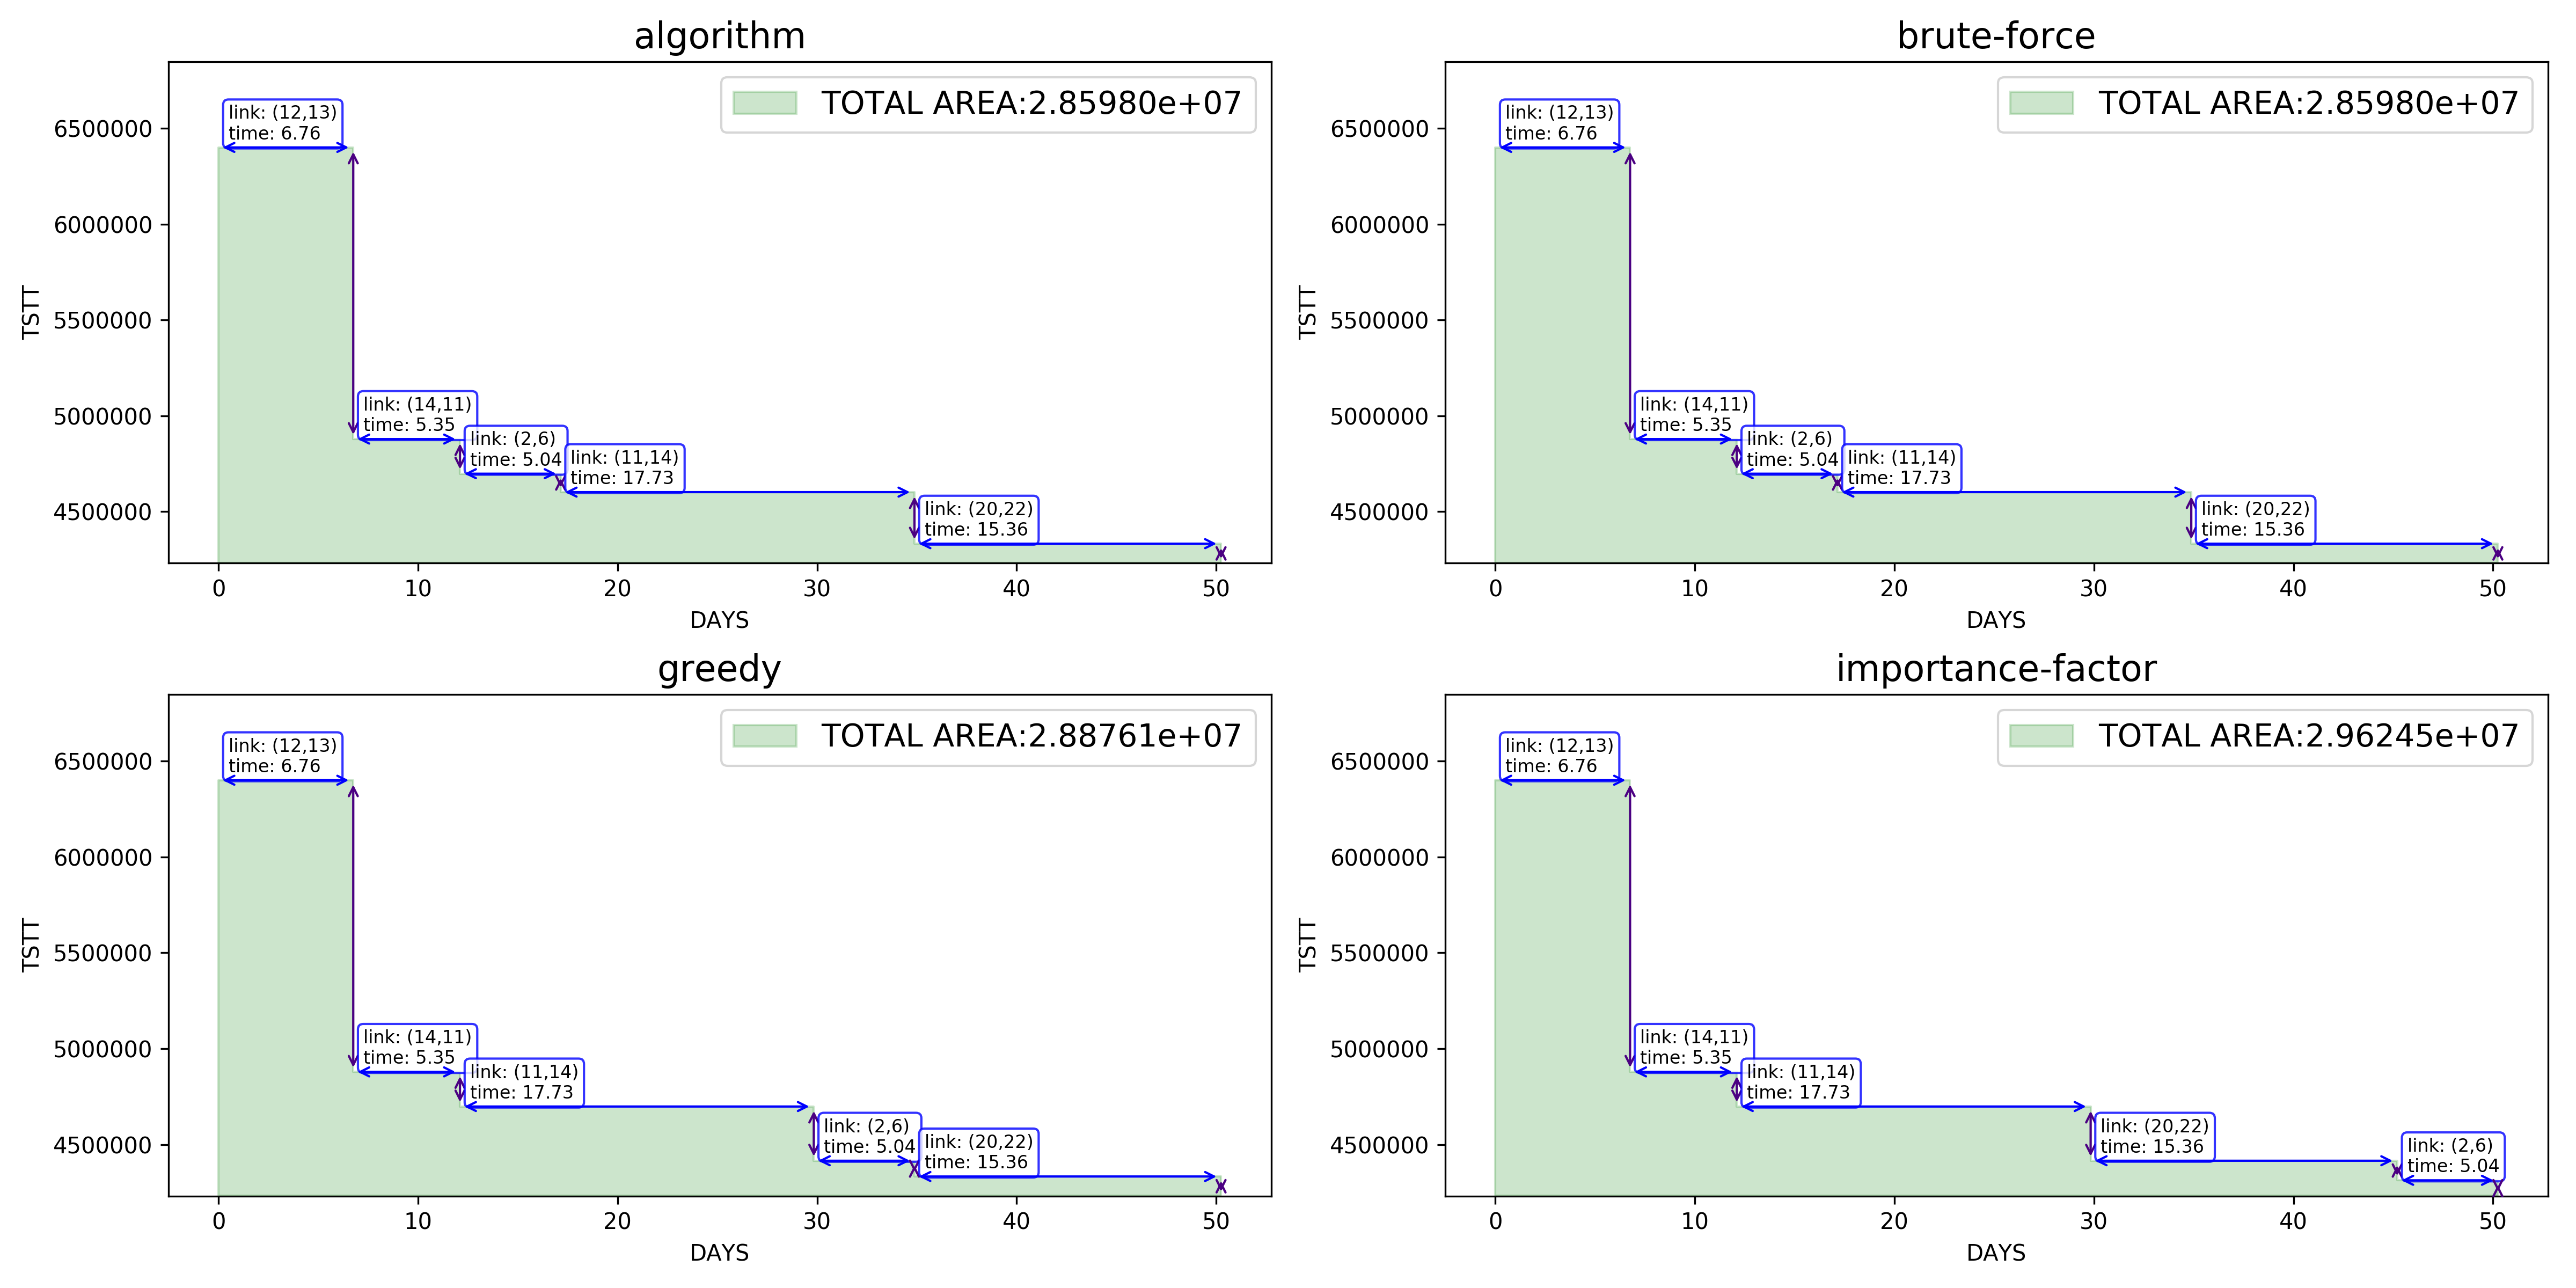 algorithm
TOTAL AREA:2.85980e+07
link: (12,13)
time: 6.76
link: (14,11)
time: 5.35
link: (2,6)
time: 5.04
link: (11,14)
time: 17.73
link: (20,22)
time: 15.36
6500000
6000000
5500000
5000000
4500000
TSTT
0 10 20 30 40 50
DAYS
brute-force
TOTAL AREA:2.85980e+07
link: (12,13)
time: 6.76
link: (14,11)
time: 5.35
link: (2,6)
time: 5.04
link: (11,14)
time: 17.73
link: (20,22)
time: 15.36
6500000
6000000
5500000
5000000
4500000
TSTT
0 10 20 30 40 50
DAYS
greedy
TOTAL AREA:2.88761e+07
link: (12,13)
time: 6.76
link: (14,11)
time: 5.35
link: (11,14)
time: 17.73
link: (2,6)
time: 5.04
link: (20,22)
time: 15.36
6500000
6000000
5500000
5000000
4500000
TSTT
0 10 20 30 40 50
DAYS
importance-factor
TOTAL AREA:2.96245e+07
link: (12,13)
time: 6.76
link: (14,11)
time: 5.35
link: (11,14)
time: 17.73
link: (20,22)
time: 15.36
link: (2,6)
time: 5.04
6500000
6000000
5500000
5000000
4500000
TSTT
0 10 20 30 40 50
DAYS